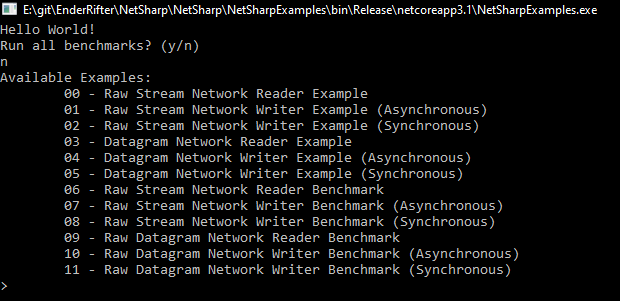 E:\git\EnderRifter\NetSharp\NetSharp\NetSharpExamples\bin\Release\netcoreapp3.1\NetSharpExamples.exe
Hello World!
Run all benchmarks? (y/n)
n
Available Examples:
00 - Raw Stream Network Reader Example
01 - Raw Stream Network Writer Example (Asynchronous)
02 - Raw Stream Network Writer Example (Synchronous)
03 - Datagram Network Reader Example
04 - Datagram Network Writer Example (Asynchronous)
05 - Datagram Network Writer Example (Synchronous)
06 - Raw Stream Network Reader Benchmark
07 - Raw Stream Network Writer Benchmark (Asynchronous)
08 - Raw Stream Network Writer Benchmark (Synchronous)
09 - Raw Datagram Network Reader Benchmark
10 - Raw Datagram Network Writer Benchmark (Asynchronous)
11 - Raw Datagram Network Writer Benchmark (Synchronous)
>